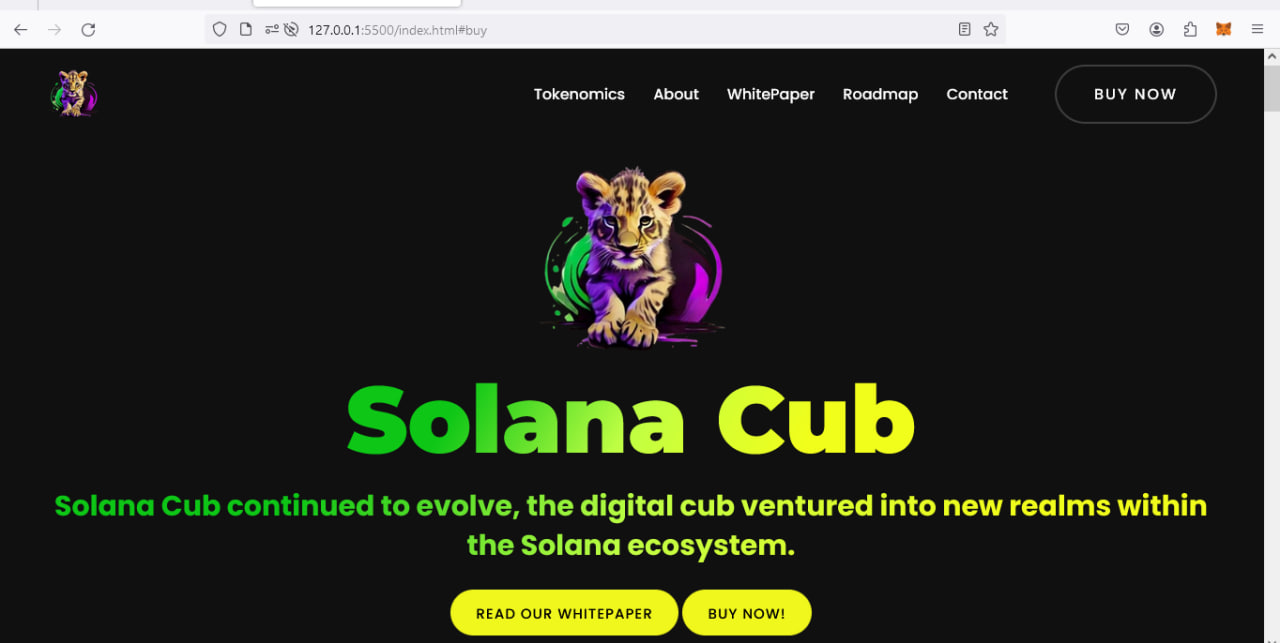 127.0.0.1:5500/index.html#buy
Tokenomics About WhitePaper Roadmap Contact BUY NOW
Solana Cub
Solana Cub continued to evolve, the digital cub ventured into new realms within
the Solana ecosystem.
READ OUR WHITEPAPER BUY NOW!